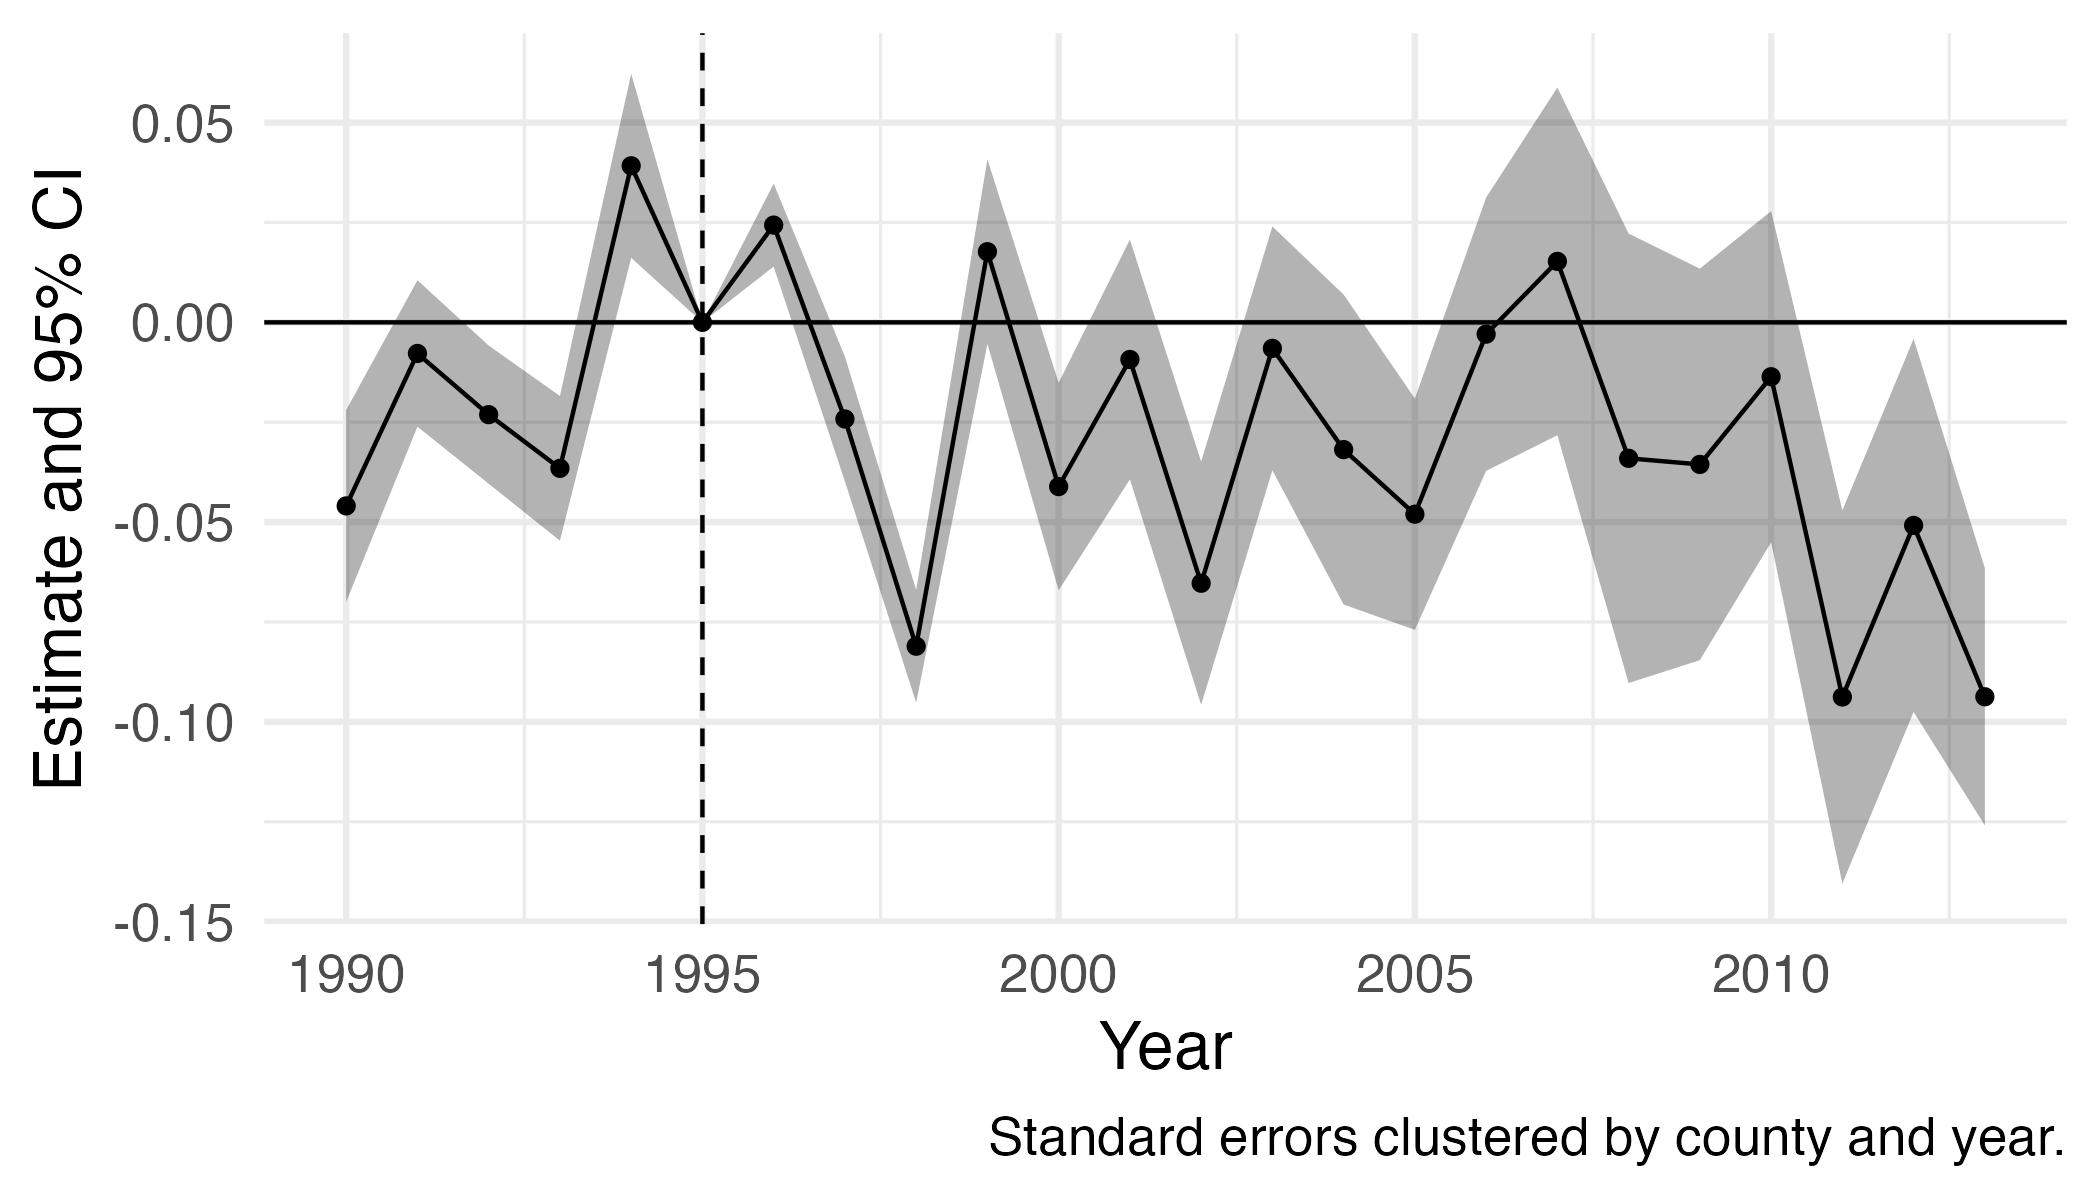 Estimate and 95% CI
0.05
0.00
-0.05
-0.10
-0.15
1990 1995 2000 2005 2010
Year
Standard errors clustered by county and year.